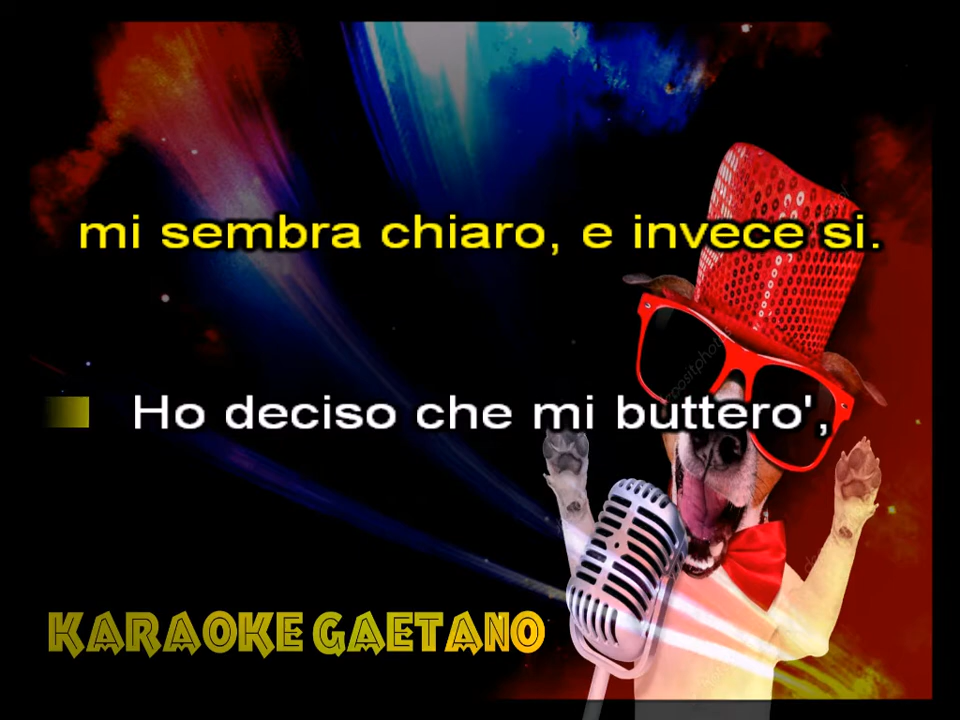 mi sembra chiaro, e invece si.
Ho deciso che mi buttero',
KARAOKE GAETANO